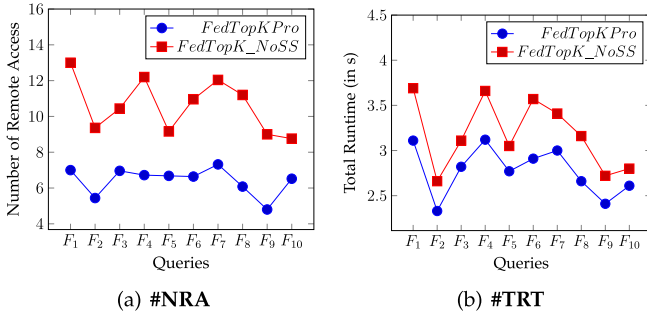 16
14
12
10
8
6
4
Number of Remote Access
FedTopKPro
FedTopK_NoSS
F1 F2 F3 F4 F5 F6 F7 F8 F9 F10
Queries
(a) #NRA
4.5
4
3.5
3
2.5
Total Runtime (in s)
FedTopKPro
FedTopK_NoSS
F1 F2 F3 F4 F5 F6 F7 F8 F9 F10
Queries
(b) #TRT